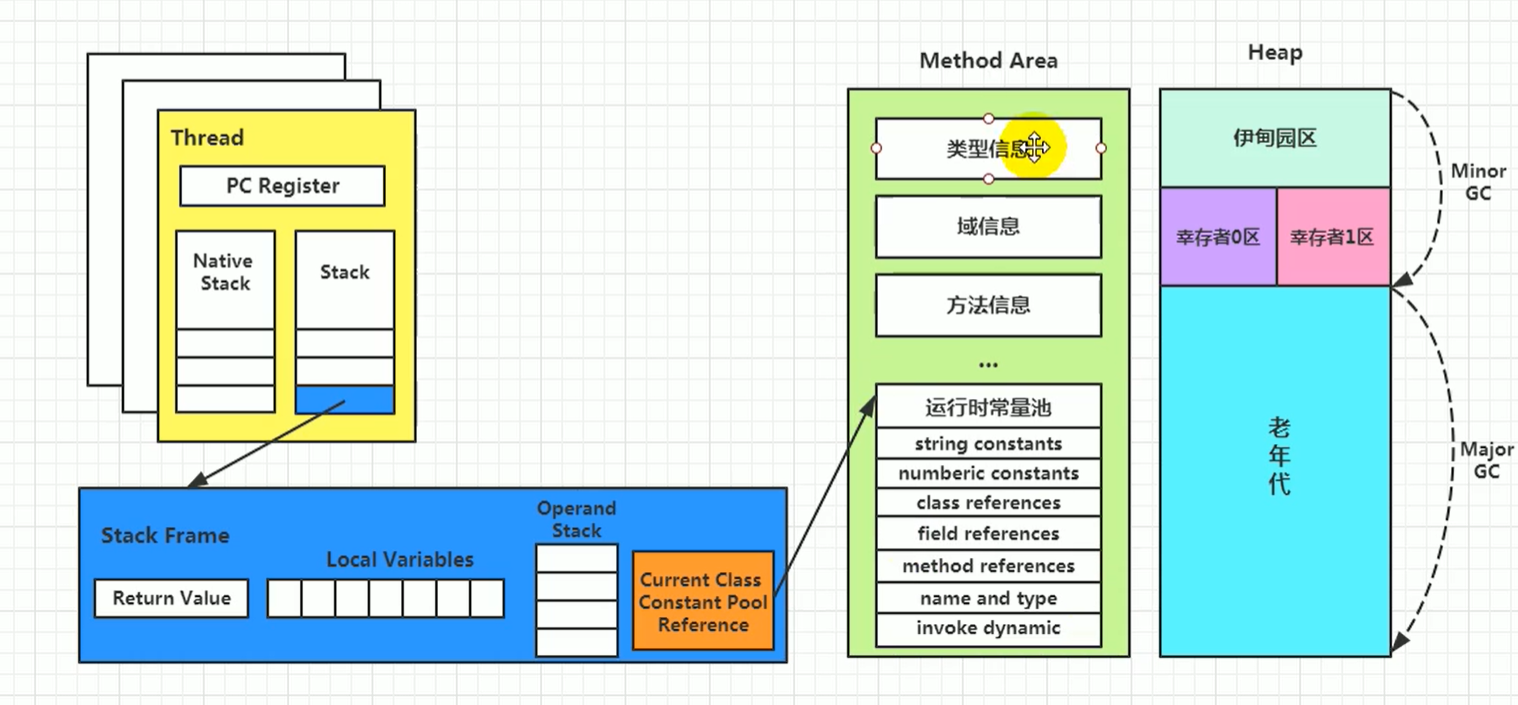 Thread
PC Register
Native
Stack
Stack
Stack Frame
Return Value
Local Variables
Operand
Stack
Current Class
Constant Pool
Reference
Method Area
类型信息
域信息
方法信息
...
运行时常量池
string constants
numberic constants
class references
field references
method references
name and type
invoke dynamic
Heap
伊甸园区
幸存者0区
幸存者1区
老
年
代
Minor
GC
Major
GC